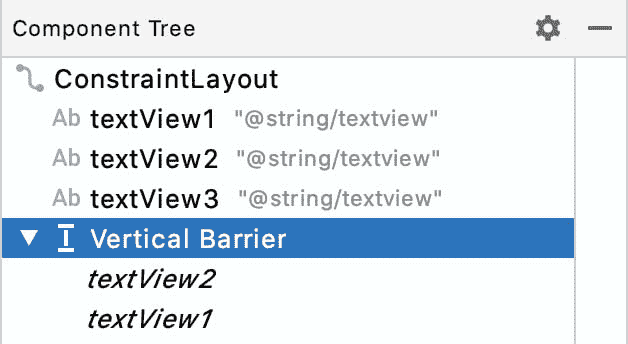 Component Tree
ConstraintLayout
Ab textView1 "@string/textview"
Ab textView2 "@string/textview"
Ab textView3 "@string/textview"
Vertical Barrier
textView2
textView1